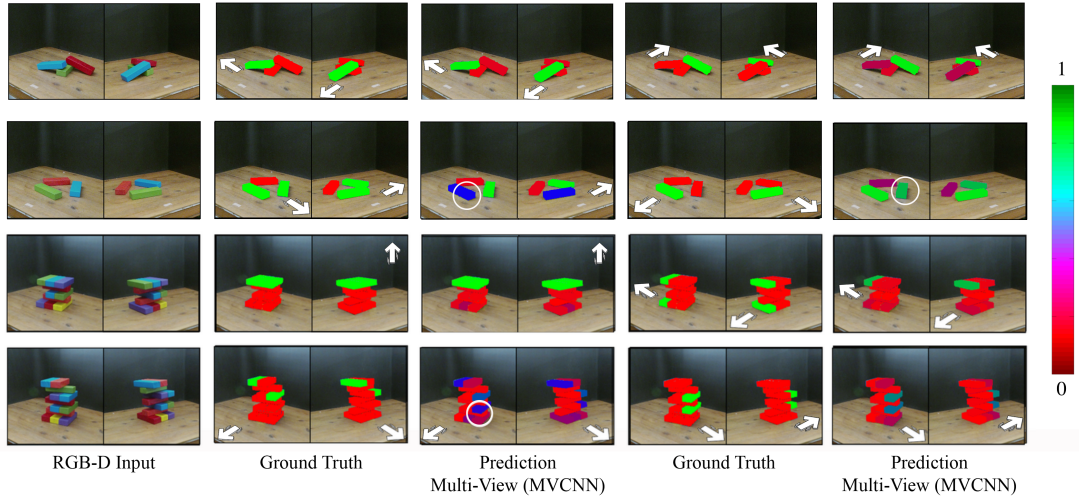 1
0
RGB-D Input
Ground Truth
Prediction
Multi-View (MVCNN)
Ground Truth
Prediction
Multi-View (MVCNN)